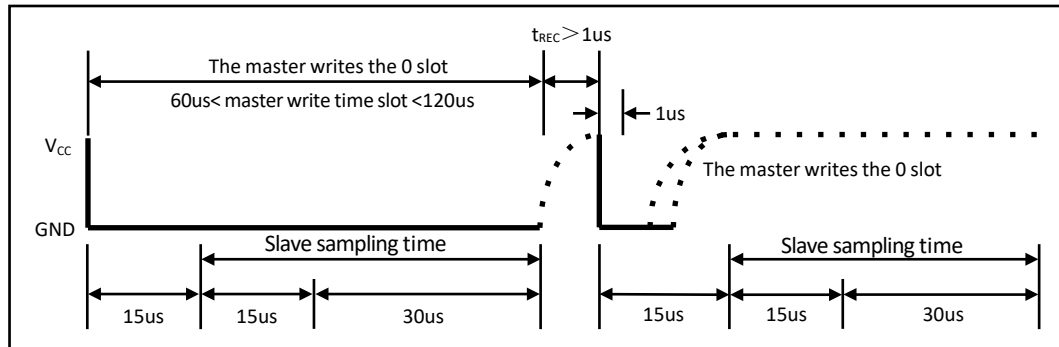 tREC＞1us
The master writes the 0 slot
60us< master write time slot <120us
1us
VCC
The master writes the 0 slot
GND
Slave sampling time
Slave sampling time
15us
15us
30us
15us
15us
30us